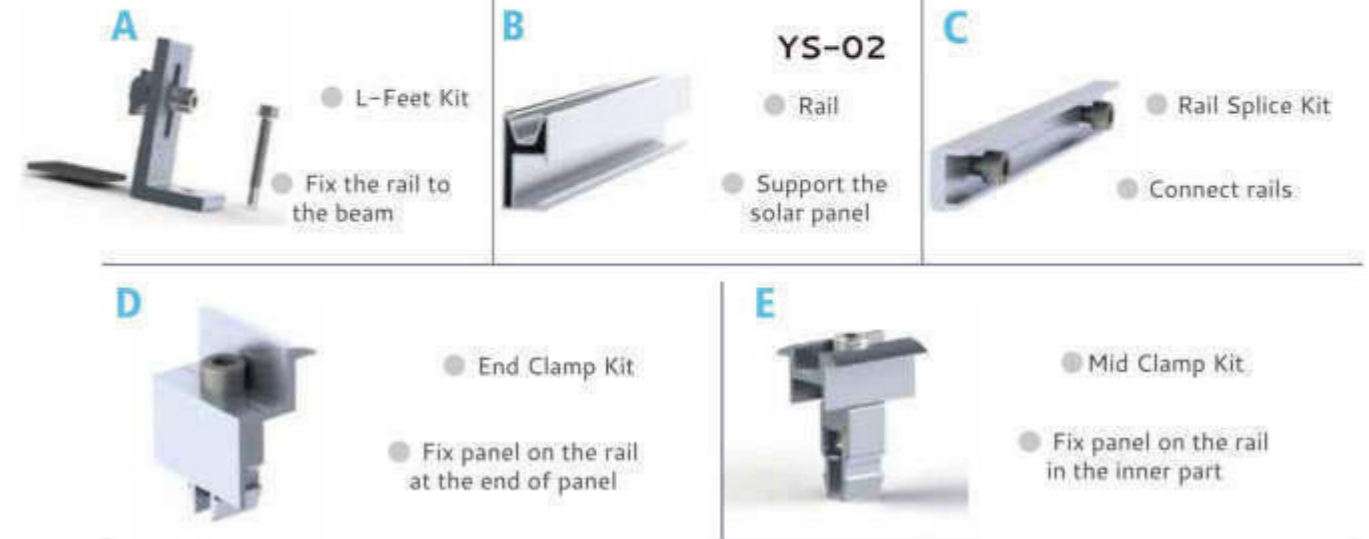 A
L-Feet Kit
Fix the rail to
the beam
B
YS-02
Rail
Support the
solar panel
C
Rail Splice Kit
Connect rails
D
End Clamp Kit
Fix panel on the rail
at the end of panel
E
Mid Clamp Kit
Fix panel on the rail
in the inner part